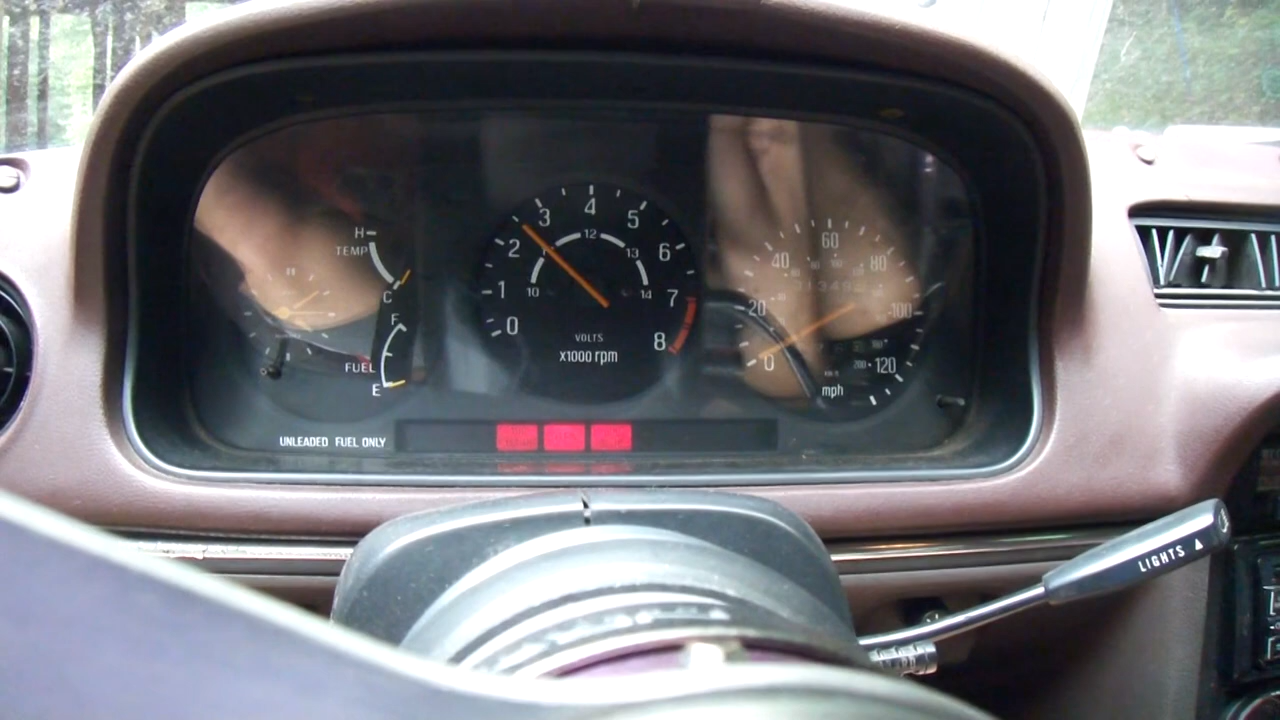 H
TEMP
C
F
FUEL
E
0 1 2 3 4 5 6 7 8
10 12 13 14
VOLTS
x1000 rpm
0 20 40 60 80 100 120
mph
UNLEADED FUEL ONLY
LIGHTS